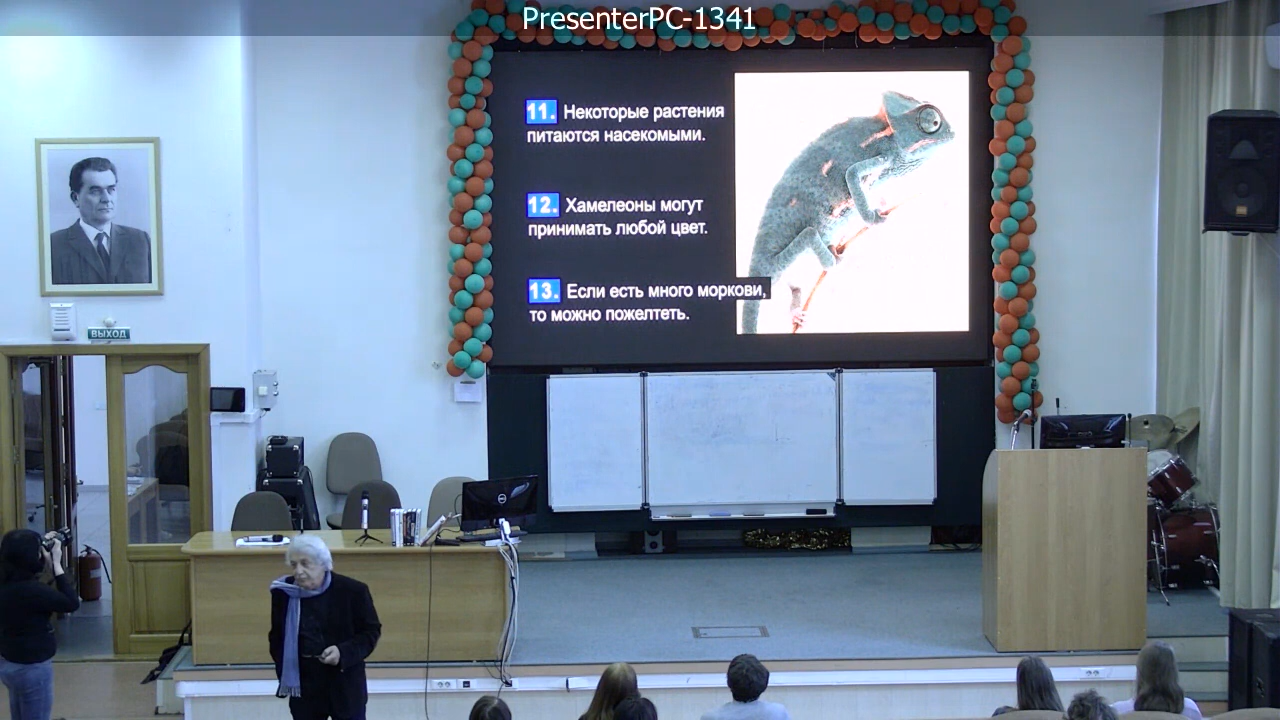 PresenterPC-1341
11. Некоторые растения
питаются насекомыми.
12. Хамелеоны могут
принимать любой цвет.
13. Если есть много моркови,
то можно пожелтеть.
ВЫХОД